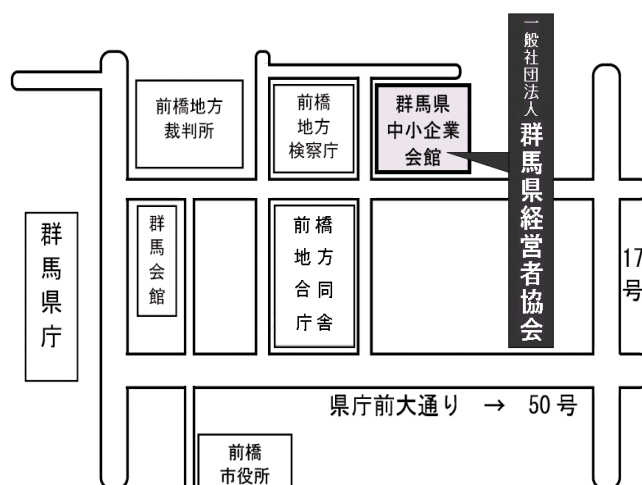 前橋地方
裁判所
前橋
地方
検察庁
群馬県
中小企業
会館
一般社団法人 群馬県経営者協会
群馬県庁
群馬会館
前橋
地方
合同
庁舎
17
号
県庁前大通り → 50号
前橋
市役所